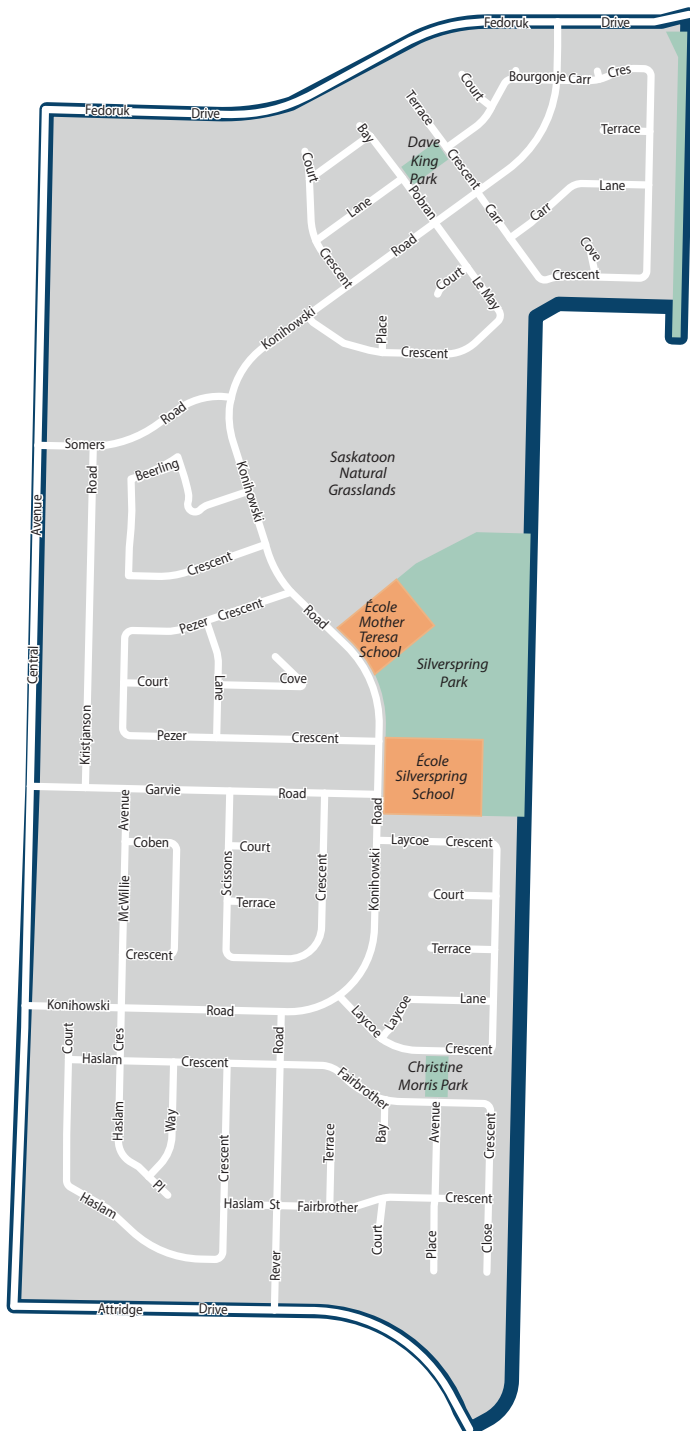 Fedoruk
Drive
Fedoruk
Drive
Bourgonje
Carr
Cres
Court
Terrace
Bay
Dave
King
Park
Crescent
Terrace
Court
Lane
Lane
Pobran
Carr
Carr
Road
Crescent
Cove
Crescent
Court
Le May
Konihowski
Place
Crescent
Road
Somers
Road
Beerling
Konihowski
Saskatoon
Natural
Grasslands
Avenue
Crescent
Pezer
Crescent
Road
École
Mother
Teresa
School
Silverspring
Park
Central
Court
Lane
Cove
Kristjanson
Pezer
Crescent
École
Silverspring
School
Garvie
Road
Avenue
Road
Coben
Scissons
Court
Crescent
Laycoe
Crescent
McWillie
Terrace
Konihowski
Court
Crescent
Terrace
Konihowski
Road
Laycoe
Laycoe
Lane
Court
Cres
Road
Crescent
Haslam
Crescent
Fairbrother
Christine
Morris Park
Haslam
Way
Crescent
Terrace
Bay
Avenue
Crescent
Pl
Haslam
Haslam St
Fairbrother
Crescent
Court
Place
Close
Rever
Attridge
Drive